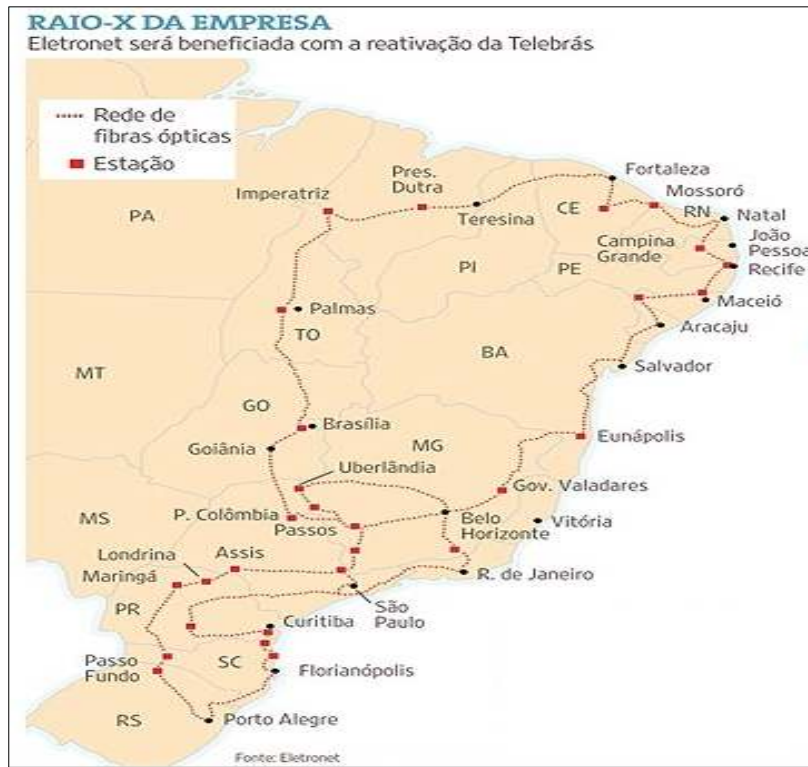 RAIO-X DA EMPRESA
Eletronet será beneficiada com a reativação da Telebrás
Rede de
fibras ópticas
Estação
Fortaleza
Pres.
Dutra
Mossoró
Imperatriz
Teresina
CE
RN
Natal
PA
Campina
Grande
João
Pessoa
PI
PE
Recife
Palmas
Maceió
TO
Aracaju
BA
MT
Salvador
GO
Brasília
MG
Eunápolis
Goiânia
Uberlândia
Gov. Valadares
MS
P. Colômbia
Passos
Belo
Horizonte
Vitória
Londrina
Assis
Maringá
R. de Janeiro
PR
São
Paulo
Curitiba
Passo
Fundo
SC
Florianópolis
RS
Porto Alegre
Fonte: Eletronet